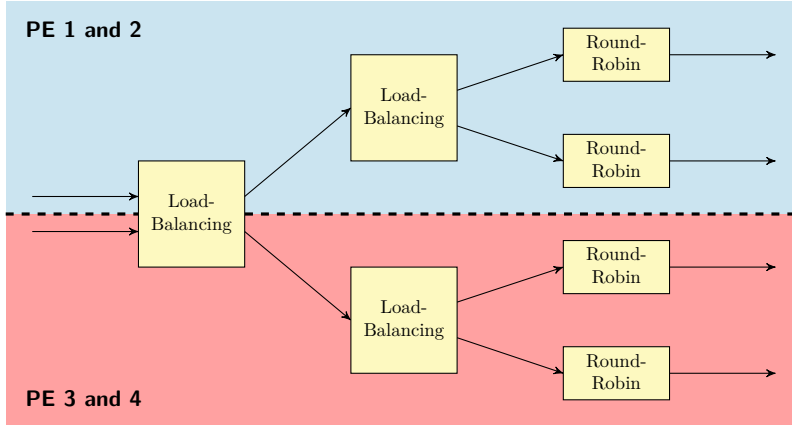 PE 1 and 2
Round-
Robin
Load-
Balancing
Round-
Robin
Load-
Balancing
Round-
Robin
Load-
Balancing
Round-
Robin
PE 3 and 4